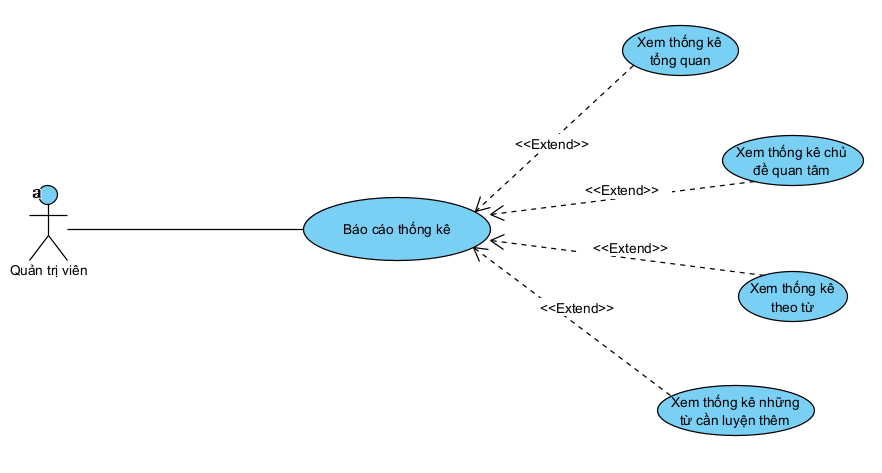 Xem thống kê
tổng quan
<<Extend>>
Xem thống kê chủ
đề quan tâm
<<Extend>>
a
Quản trị viên
Báo cáo thống kê
<<Extend>>
Xem thống kê
theo từ
<<Extend>>
Xem thống kê những
từ cần luyện thêm